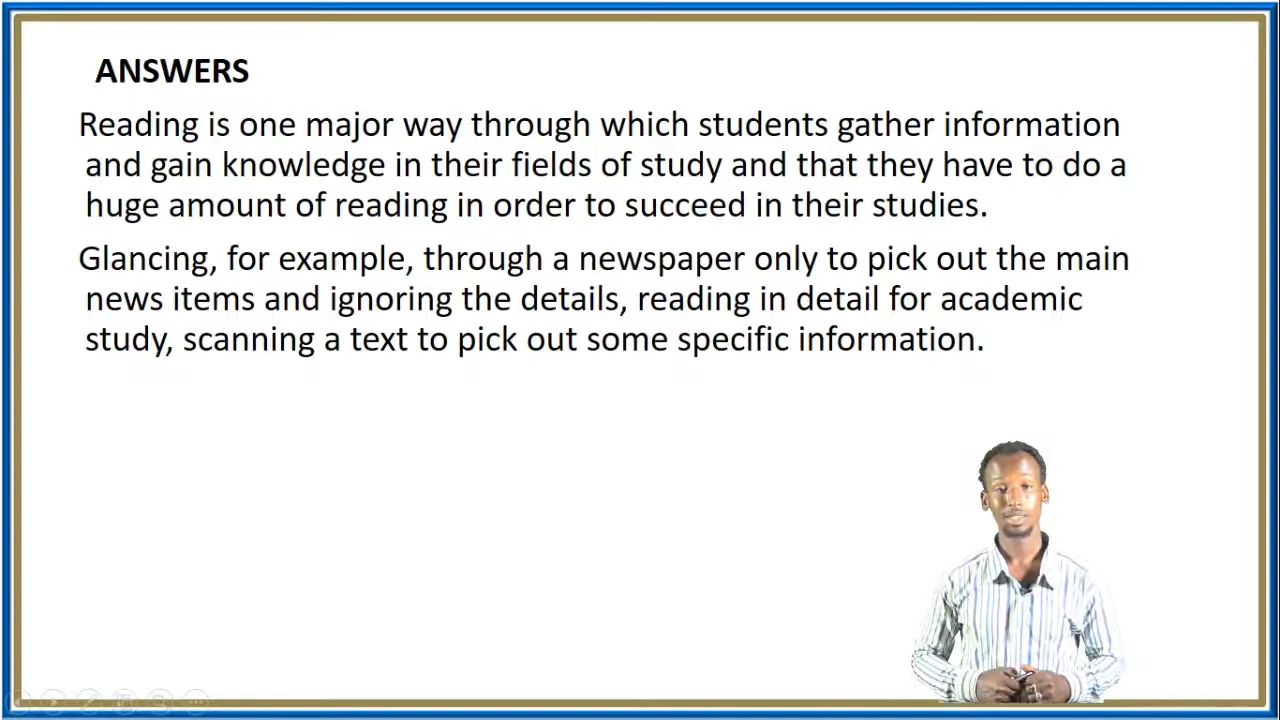 ANSWERS
Reading is one major way through which students gather information
and gain knowledge in their fields of study and that they have to do a
huge amount of reading in order to succeed in their studies.
Glancing, for example, through a newspaper only to pick out the main
news items and ignoring the details, reading in detail for academic
study, scanning a text to pick out some specific information.